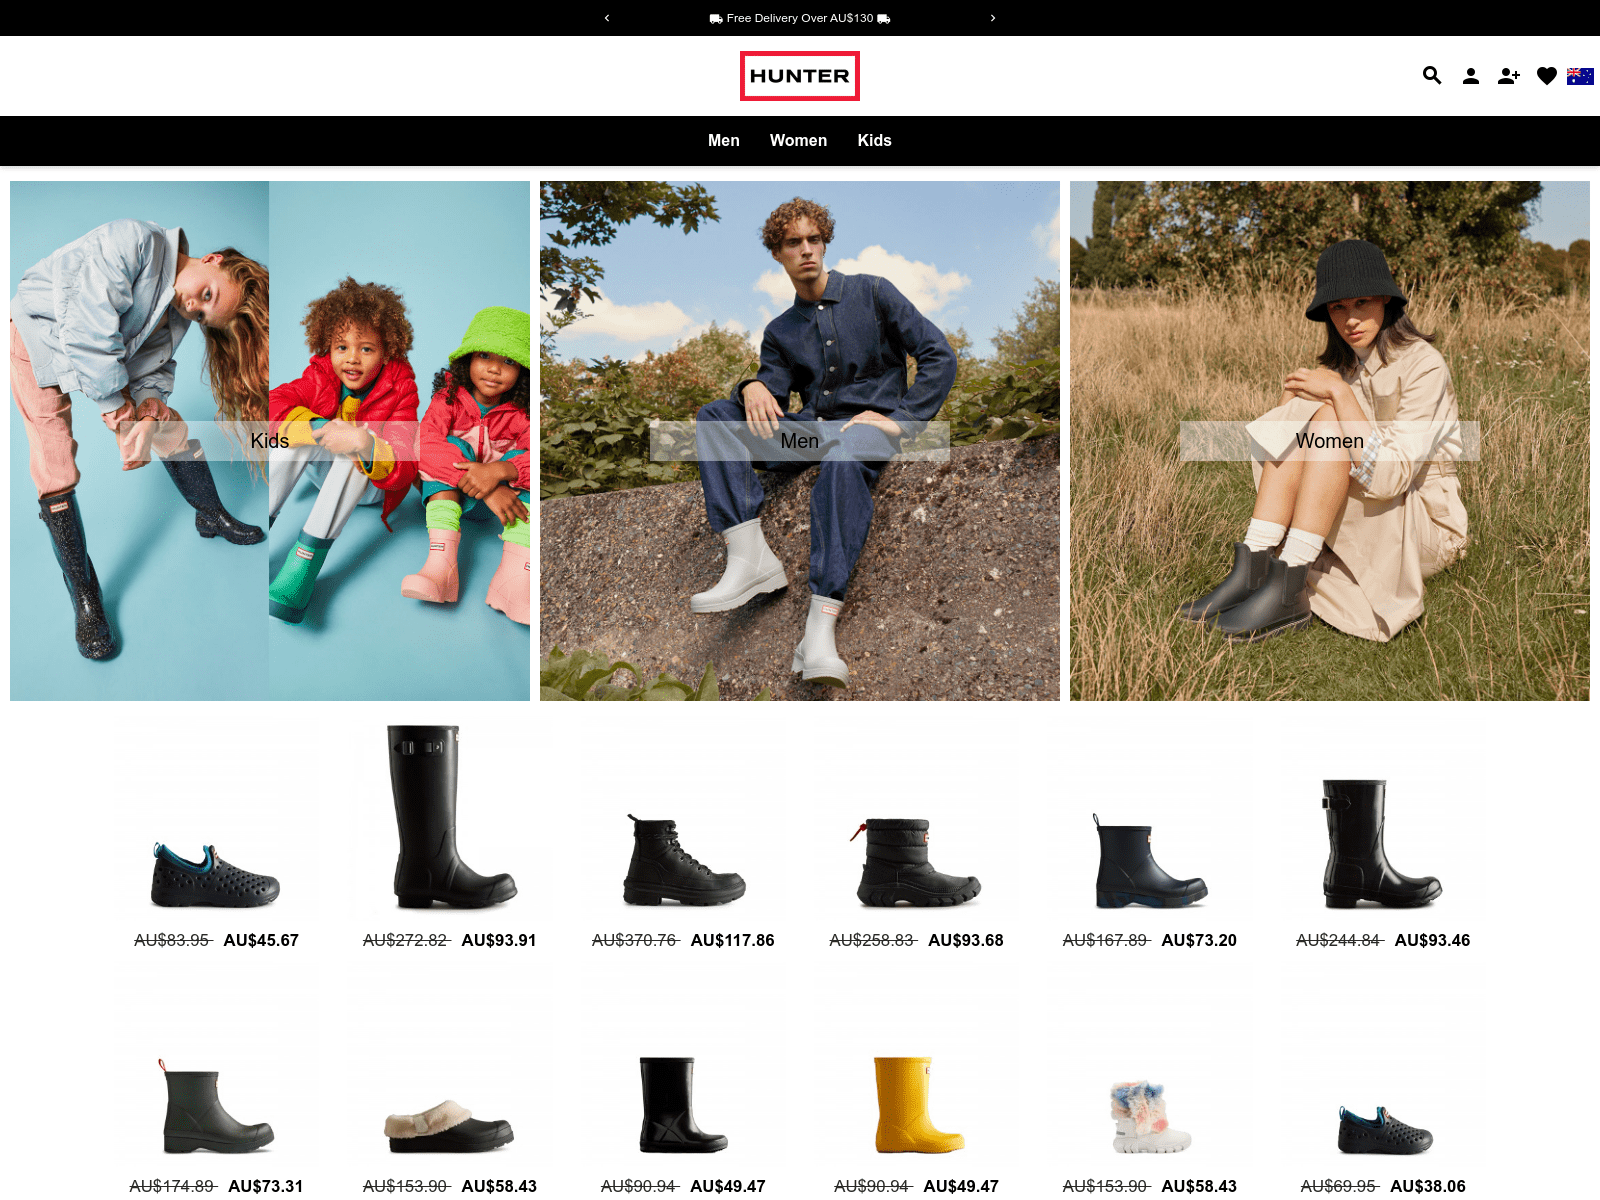 Free Delivery Over AU$130
HUNTER
Men Women Kids
Kids
Men
Women
AU$83.95 AU$45.67
AU$272.82 AU$93.91
AU$370.76 AU$117.86
AU$258.83 AU$93.68
AU$167.89 AU$73.20
AU$244.84 AU$93.46
AU$174.89 AU$73.31
AU$153.90 AU$58.43
AU$90.94 AU$49.47
AU$90.94 AU$49.47
AU$153.90 AU$58.43
AU$69.95 AU$38.06